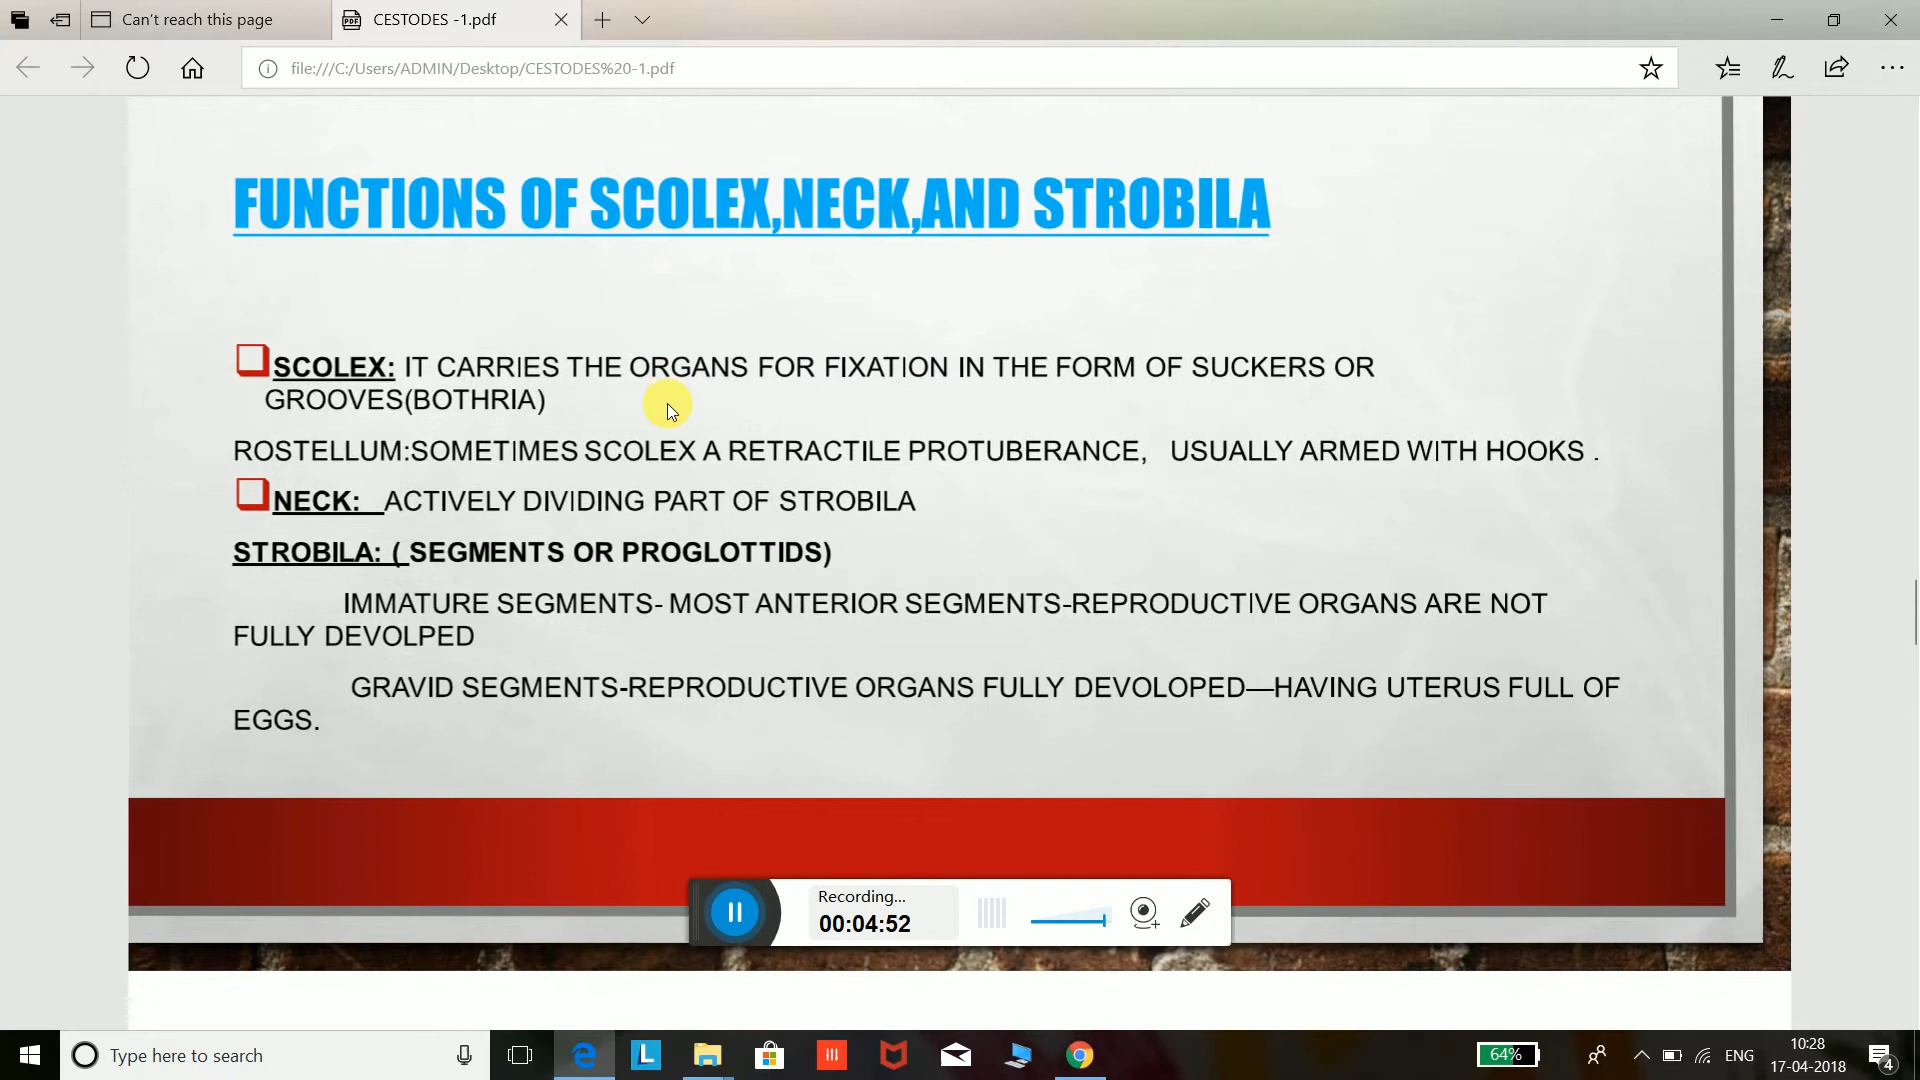 Can't reach this page
CESTODES -1.pdf
file:///C:/Users/ADMIN/Desktop/CESTODES%20-1.pdf
FUNCTIONS OF SCOLEX,NECK,AND STROBILA
SCOLEX: IT CARRIES THE ORGANS FOR FIXATION IN THE FORM OF SUCKERS OR
GROOVES(BOTHRIA)
ROSTELLUM:SOMETIMES SCOLEX A RETRACTILE PROTUBERANCE, USUALLY ARMED WITH HOOKS .
NECK: ACTIVELY DIVIDING PART OF STROBILA
STROBILA: ( SEGMENTS OR PROGLOTTIDS)
IMMATURE SEGMENTS- MOST ANTERIOR SEGMENTS-REPRODUCTIVE ORGANS ARE NOT
FULLY DEVOLPED
GRAVID SEGMENTS-REPRODUCTIVE ORGANS FULLY DEVOLOPED—HAVING UTERUS FULL OF
EGGS.
Recording...
00:04:52
Type here to search
64%
ENG
10:28
17-04-2018
4